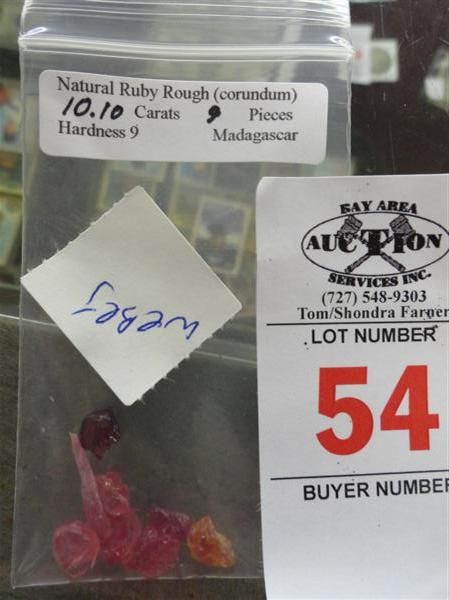 Natural Ruby Rough (corundum)
10.10 Carats 9 Pieces
Hardness 9 Madagascar
BAY AREA
AUCTION
SERVICES INC.
(727) 548-9303
Tom/Shondra Farner
LOT NUMBER
54
BUYER NUMBER